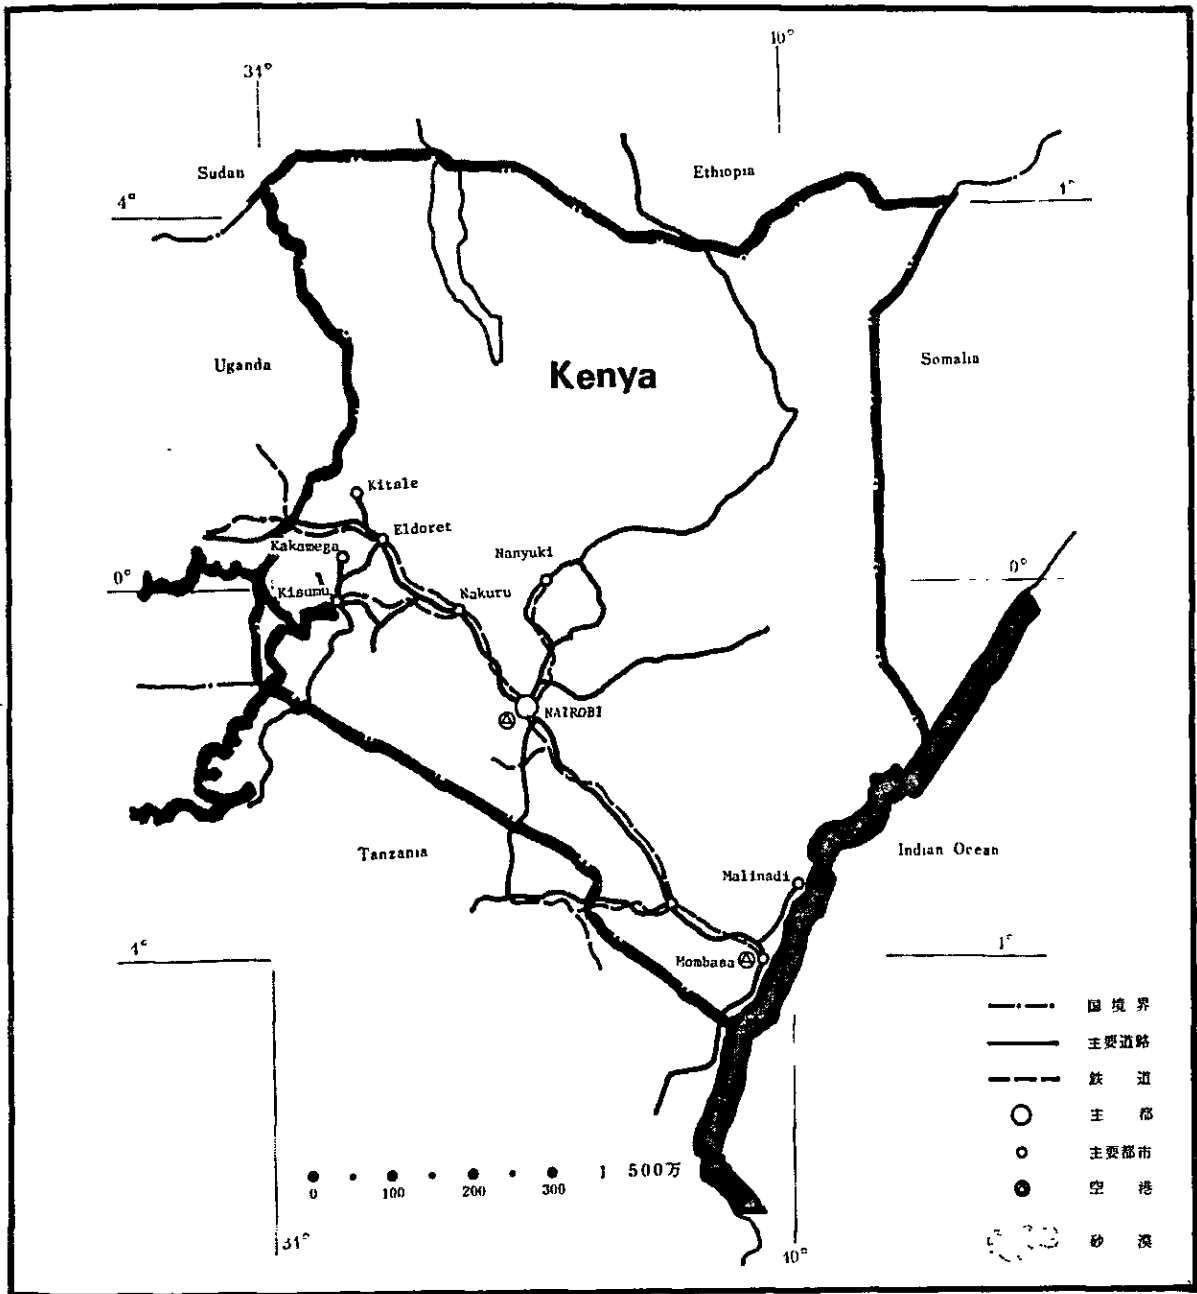 10°
31°
Sudan
Ethiopia
4°
1°
Uganda
Somalia
Kenya
Kitale
Eldoret
Kakamega
Nanyuki
0°
0°
Kisumu
Nakuru
NAIROBI
Tanzania
Indian Ocean
Malinadi
1°
1°
Mombasa
国境界
主要道路
鉄道
主都
主要都市
1 500万
0 100 200 300
空港
砂漠
31°
10°